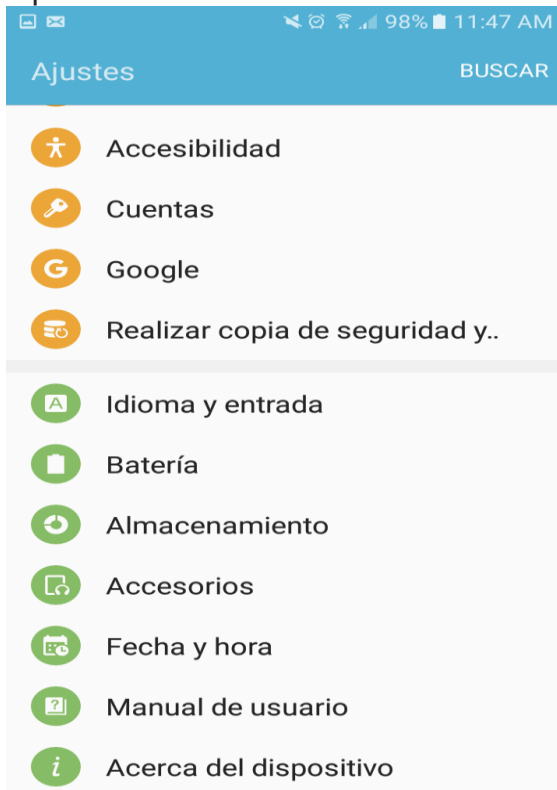 98% 11:47 AM
Ajustes BUSCAR
Accesibilidad
Cuentas
Google
Realizar copia de seguridad y..
Idioma y entrada
Batería
Almacenamiento
Accesorios
Fecha y hora
Manual de usuario
Acerca del dispositivo